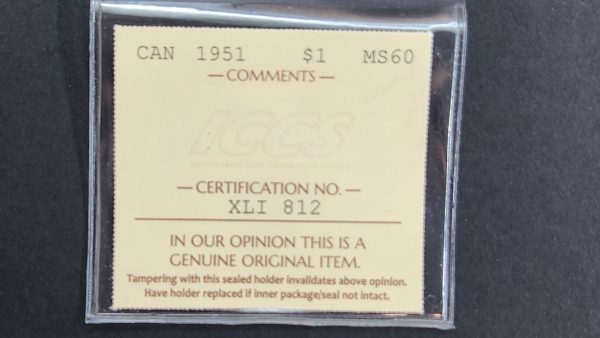 CAN 1951 $1 MS60
— COMMENTS —
ICCS
— CERTIFICATION NO. —
XLI 812
IN OUR OPINION THIS IS A
GENUINE ORIGINAL ITEM.
Tampering with this sealed holder invalidates above opinion.
Have holder replaced if inner package/seal not intact.